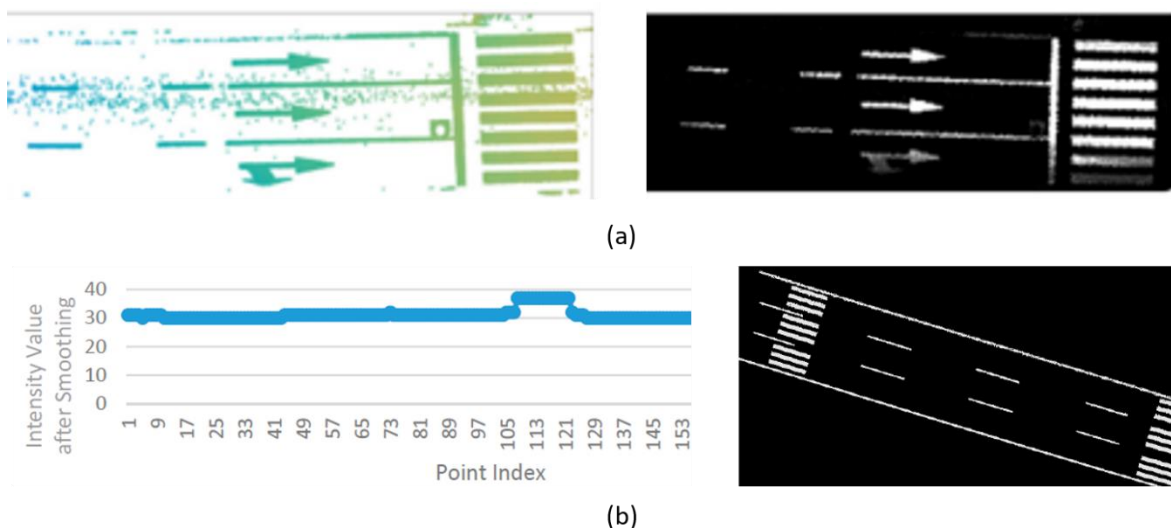 (a)
Intensity Value
after Smoothing
40
30
20
10
0
1 9 17 25 33 41 49 57 65 73 81 89 97 105 113 121 129 137 145 153
Point Index
(b)